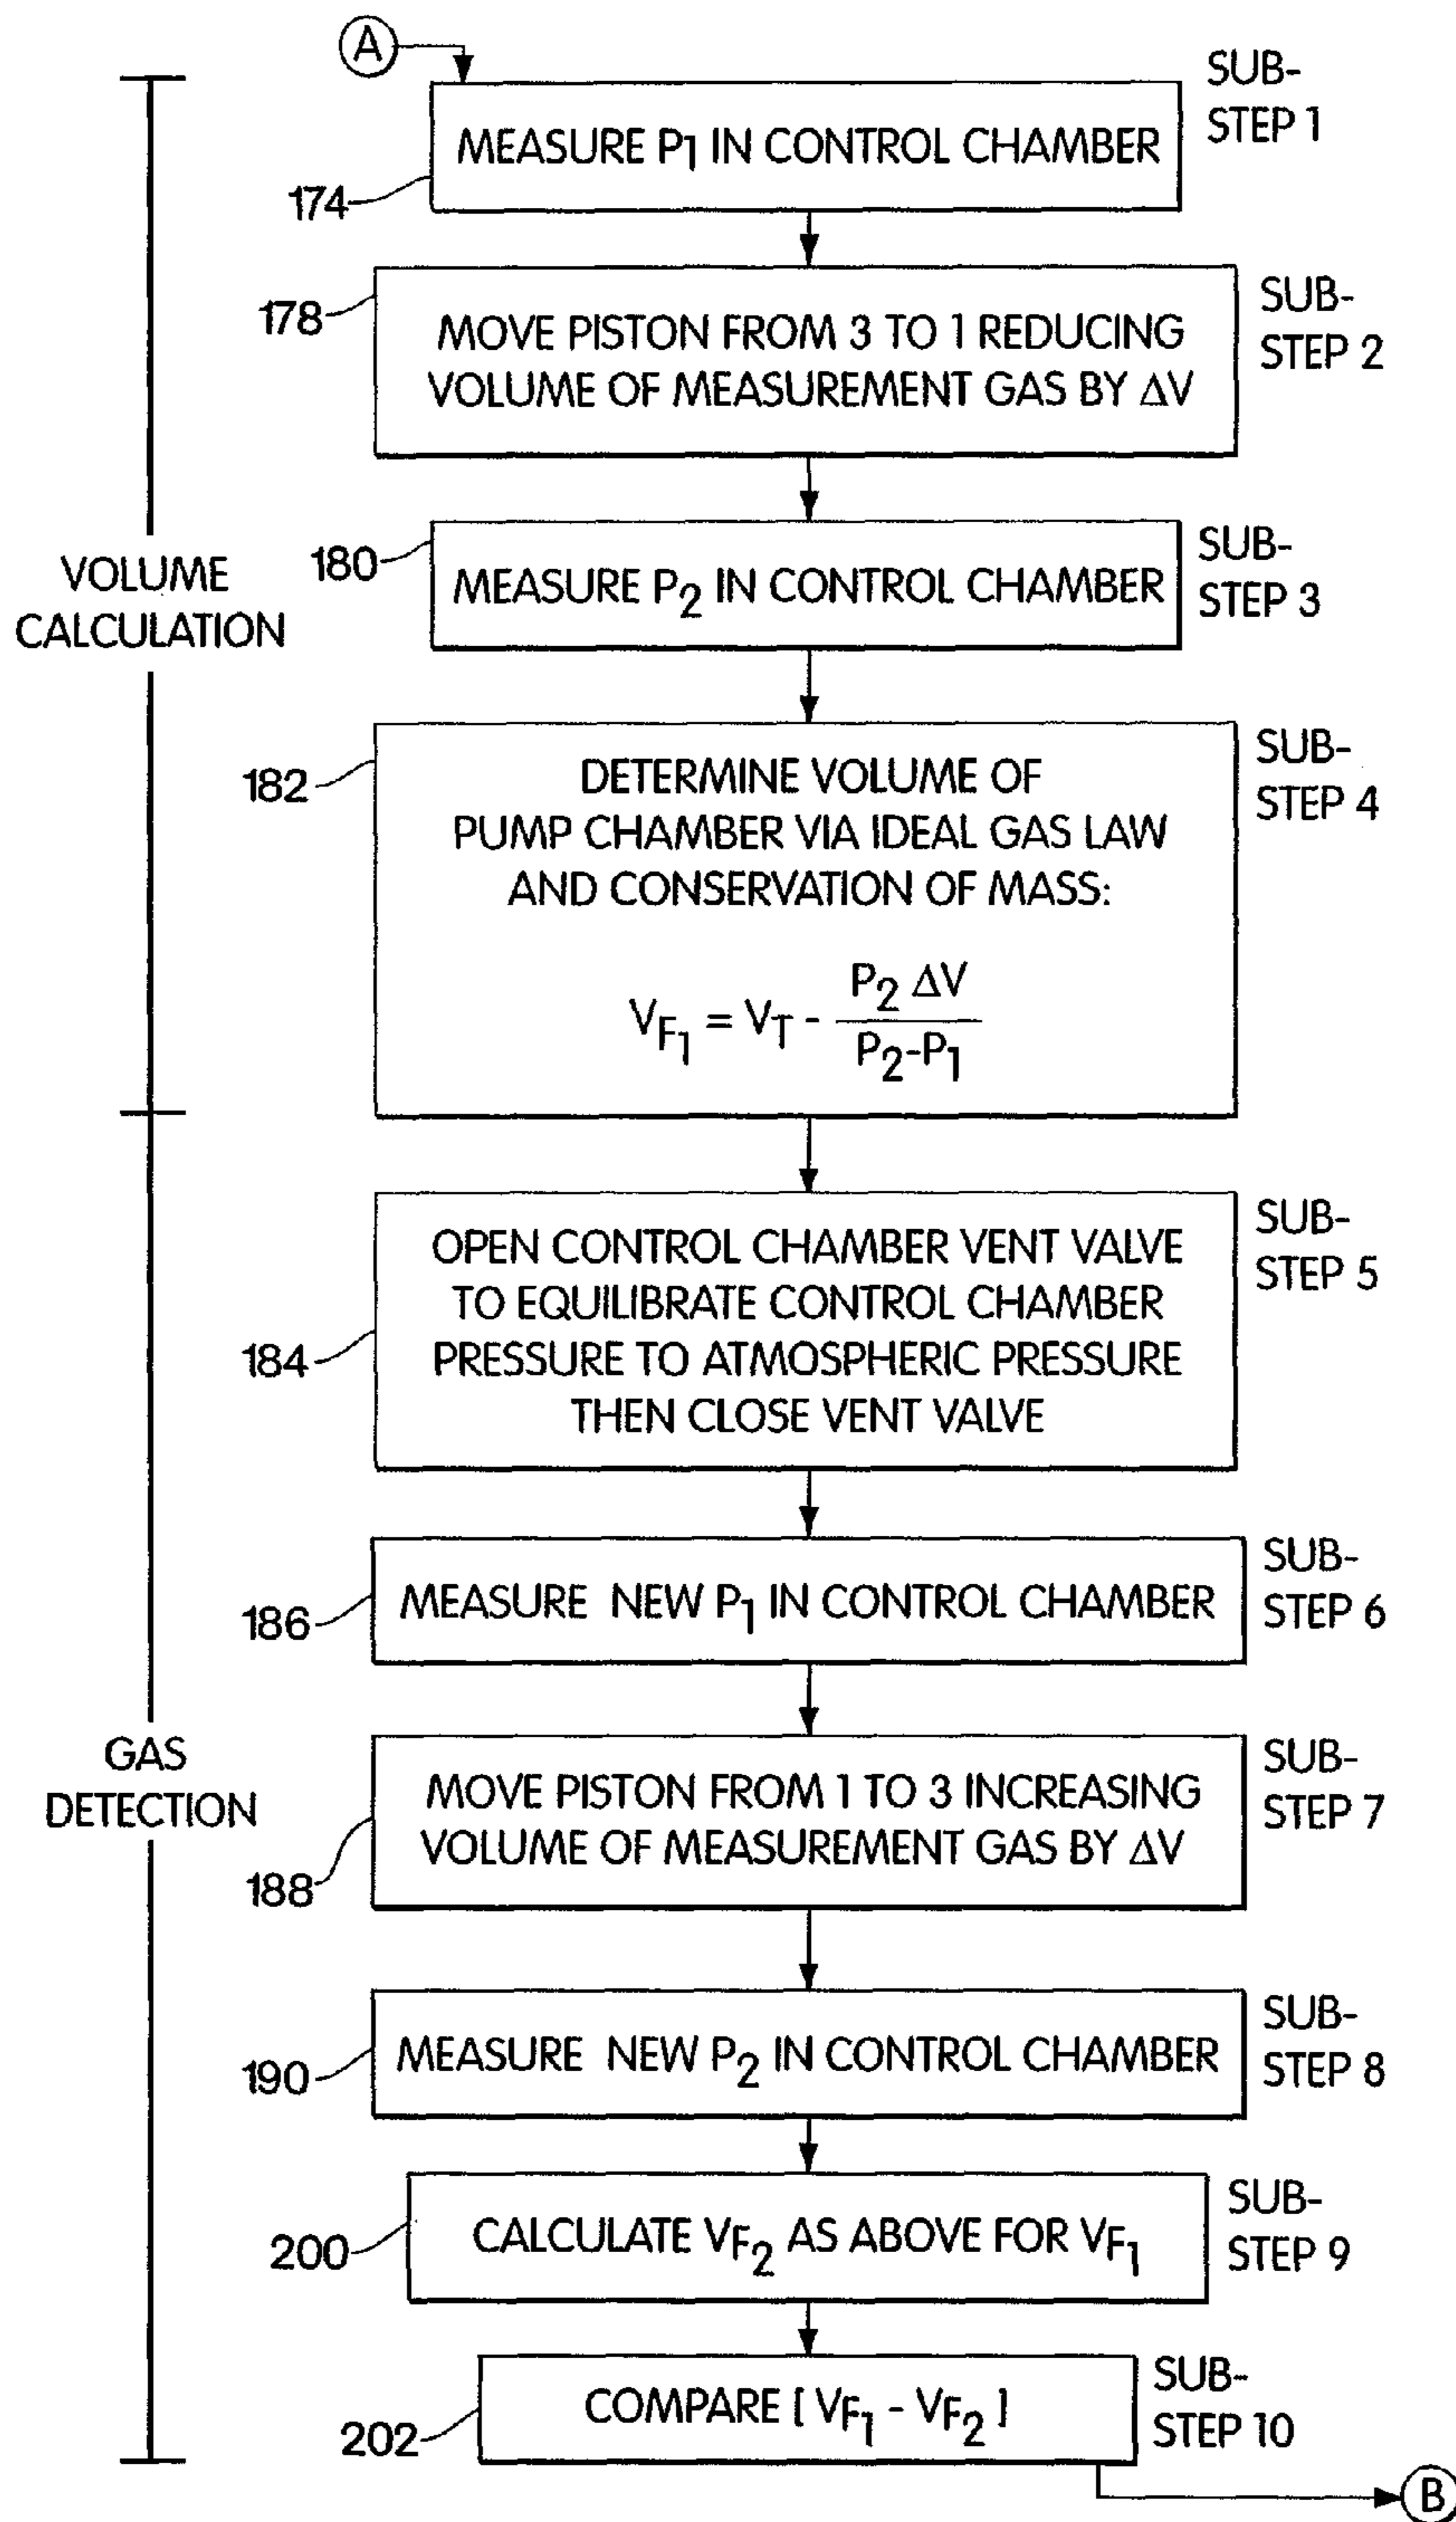 A
SUB-
STEP 1
MEASURE P1 IN CONTROL CHAMBER
174
SUB-
STEP 2
178
MOVE PISTON FROM 3 TO 1 REDUCING
VOLUME OF MEASUREMENT GAS BY ΔV
SUB-
STEP 3
180
MEASURE P2 IN CONTROL CHAMBER
VOLUME
CALCULATION
SUB-
STEP 4
182
DETERMINE VOLUME OF
PUMP CHAMBER VIA IDEAL GAS LAW
AND CONSERVATION OF MASS:
VF1 = VT - P2 ΔV / P2-P1
SUB-
STEP 5
184
OPEN CONTROL CHAMBER VENT VALVE
TO EQUILIBRATE CONTROL CHAMBER
PRESSURE TO ATMOSPHERIC PRESSURE
THEN CLOSE VENT VALVE
SUB-
STEP 6
186
MEASURE NEW P1 IN CONTROL CHAMBER
GAS
DETECTION
SUB-
STEP 7
188
MOVE PISTON FROM 1 TO 3 INCREASING
VOLUME OF MEASUREMENT GAS BY ΔV
SUB-
STEP 8
190
MEASURE NEW P2 IN CONTROL CHAMBER
SUB-
STEP 9
200
CALCULATE VF2 AS ABOVE FOR VF1
SUB-
STEP 10
202
COMPARE [ VF1 - VF2 ]
B